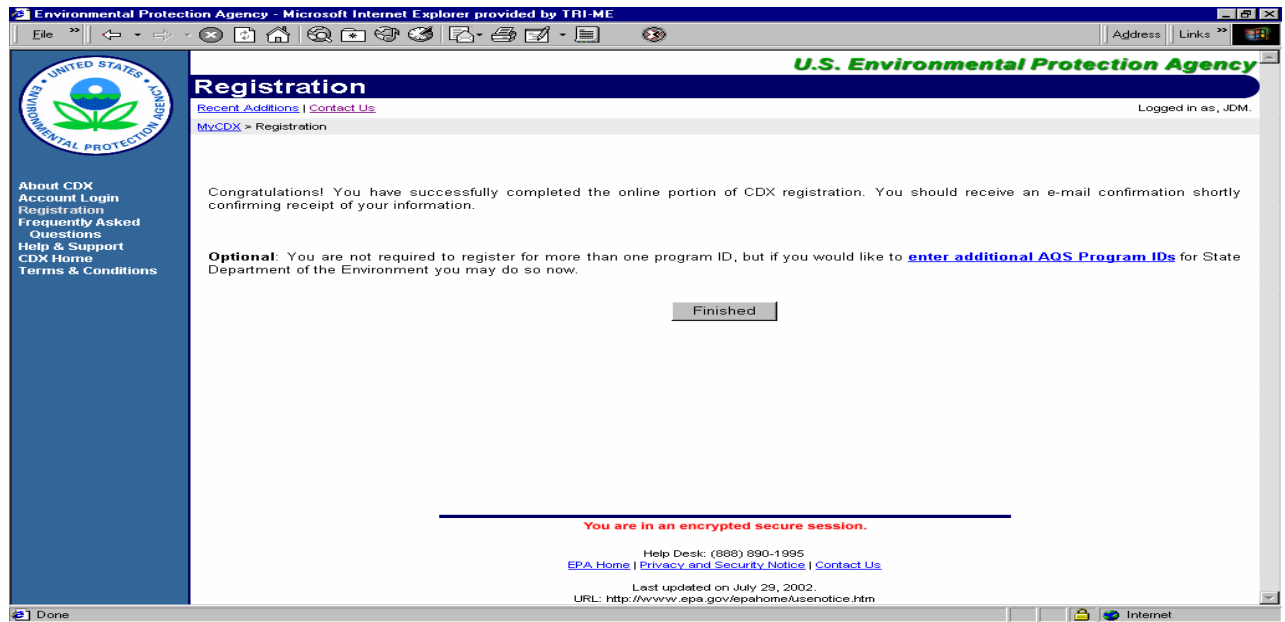 Environmental Protection Agency - Microsoft Internet Explorer provided by TRI-ME
File » Address Links »
UNITED STATES ENVIRONMENTAL PROTECTION AGENCY
U.S. Environmental Protection Agency
Registration
Recent Additions | Contact Us Logged in as, JDM.
MyCDX > Registration
About CDX
Account Login
Registration
Frequently Asked
Questions
Help & Support
CDX Home
Terms & Conditions
Congratulations! You have successfully completed the online portion of CDX registration. You should receive an e-mail confirmation shortly
confirming receipt of your information.
Optional: You are not required to register for more than one program ID, but if you would like to enter additional AQS Program IDs for State
Department of the Environment you may do so now.
Finished
You are in an encrypted secure session.
Help Desk: (888) 890-1995
EPA Home | Privacy and Security Notice | Contact Us
Last updated on July 29, 2002.
URL: http://www.epa.gov/epahome/usenotice.htm
Done Internet